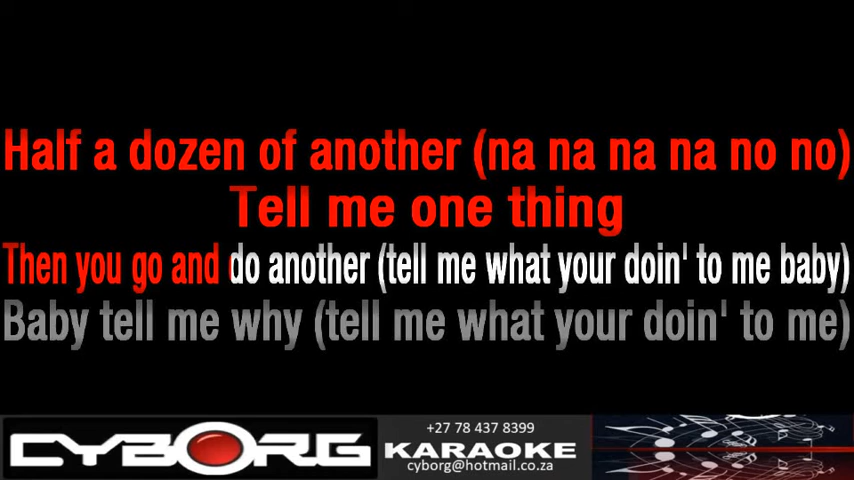 Half a dozen of another (na na na na no no)
Tell me one thing
Then you go and do another (tell me what your doin' to me baby)
Baby tell me why (tell me what your doin' to me)
CYBORG
+27 78 437 8399
KARAOKE
cyborg@hotmail.co.za